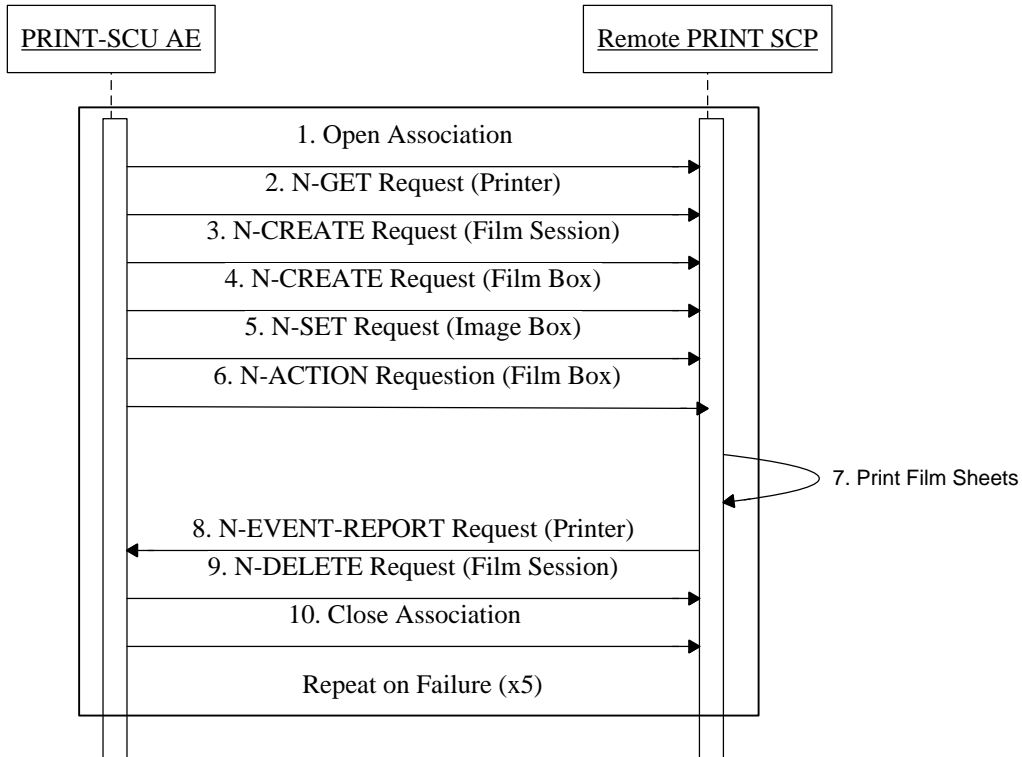 PRINT-SCU AE
Remote PRINT SCP
1. Open Association
2. N-GET Request (Printer)
3. N-CREATE Request (Film Session)
4. N-CREATE Request (Film Box)
5. N-SET Request (Image Box)
6. N-ACTION Requestion (Film Box)
7. Print Film Sheets
8. N-EVENT-REPORT Request (Printer)
9. N-DELETE Request (Film Session)
10. Close Association
Repeat on Failure (x5)